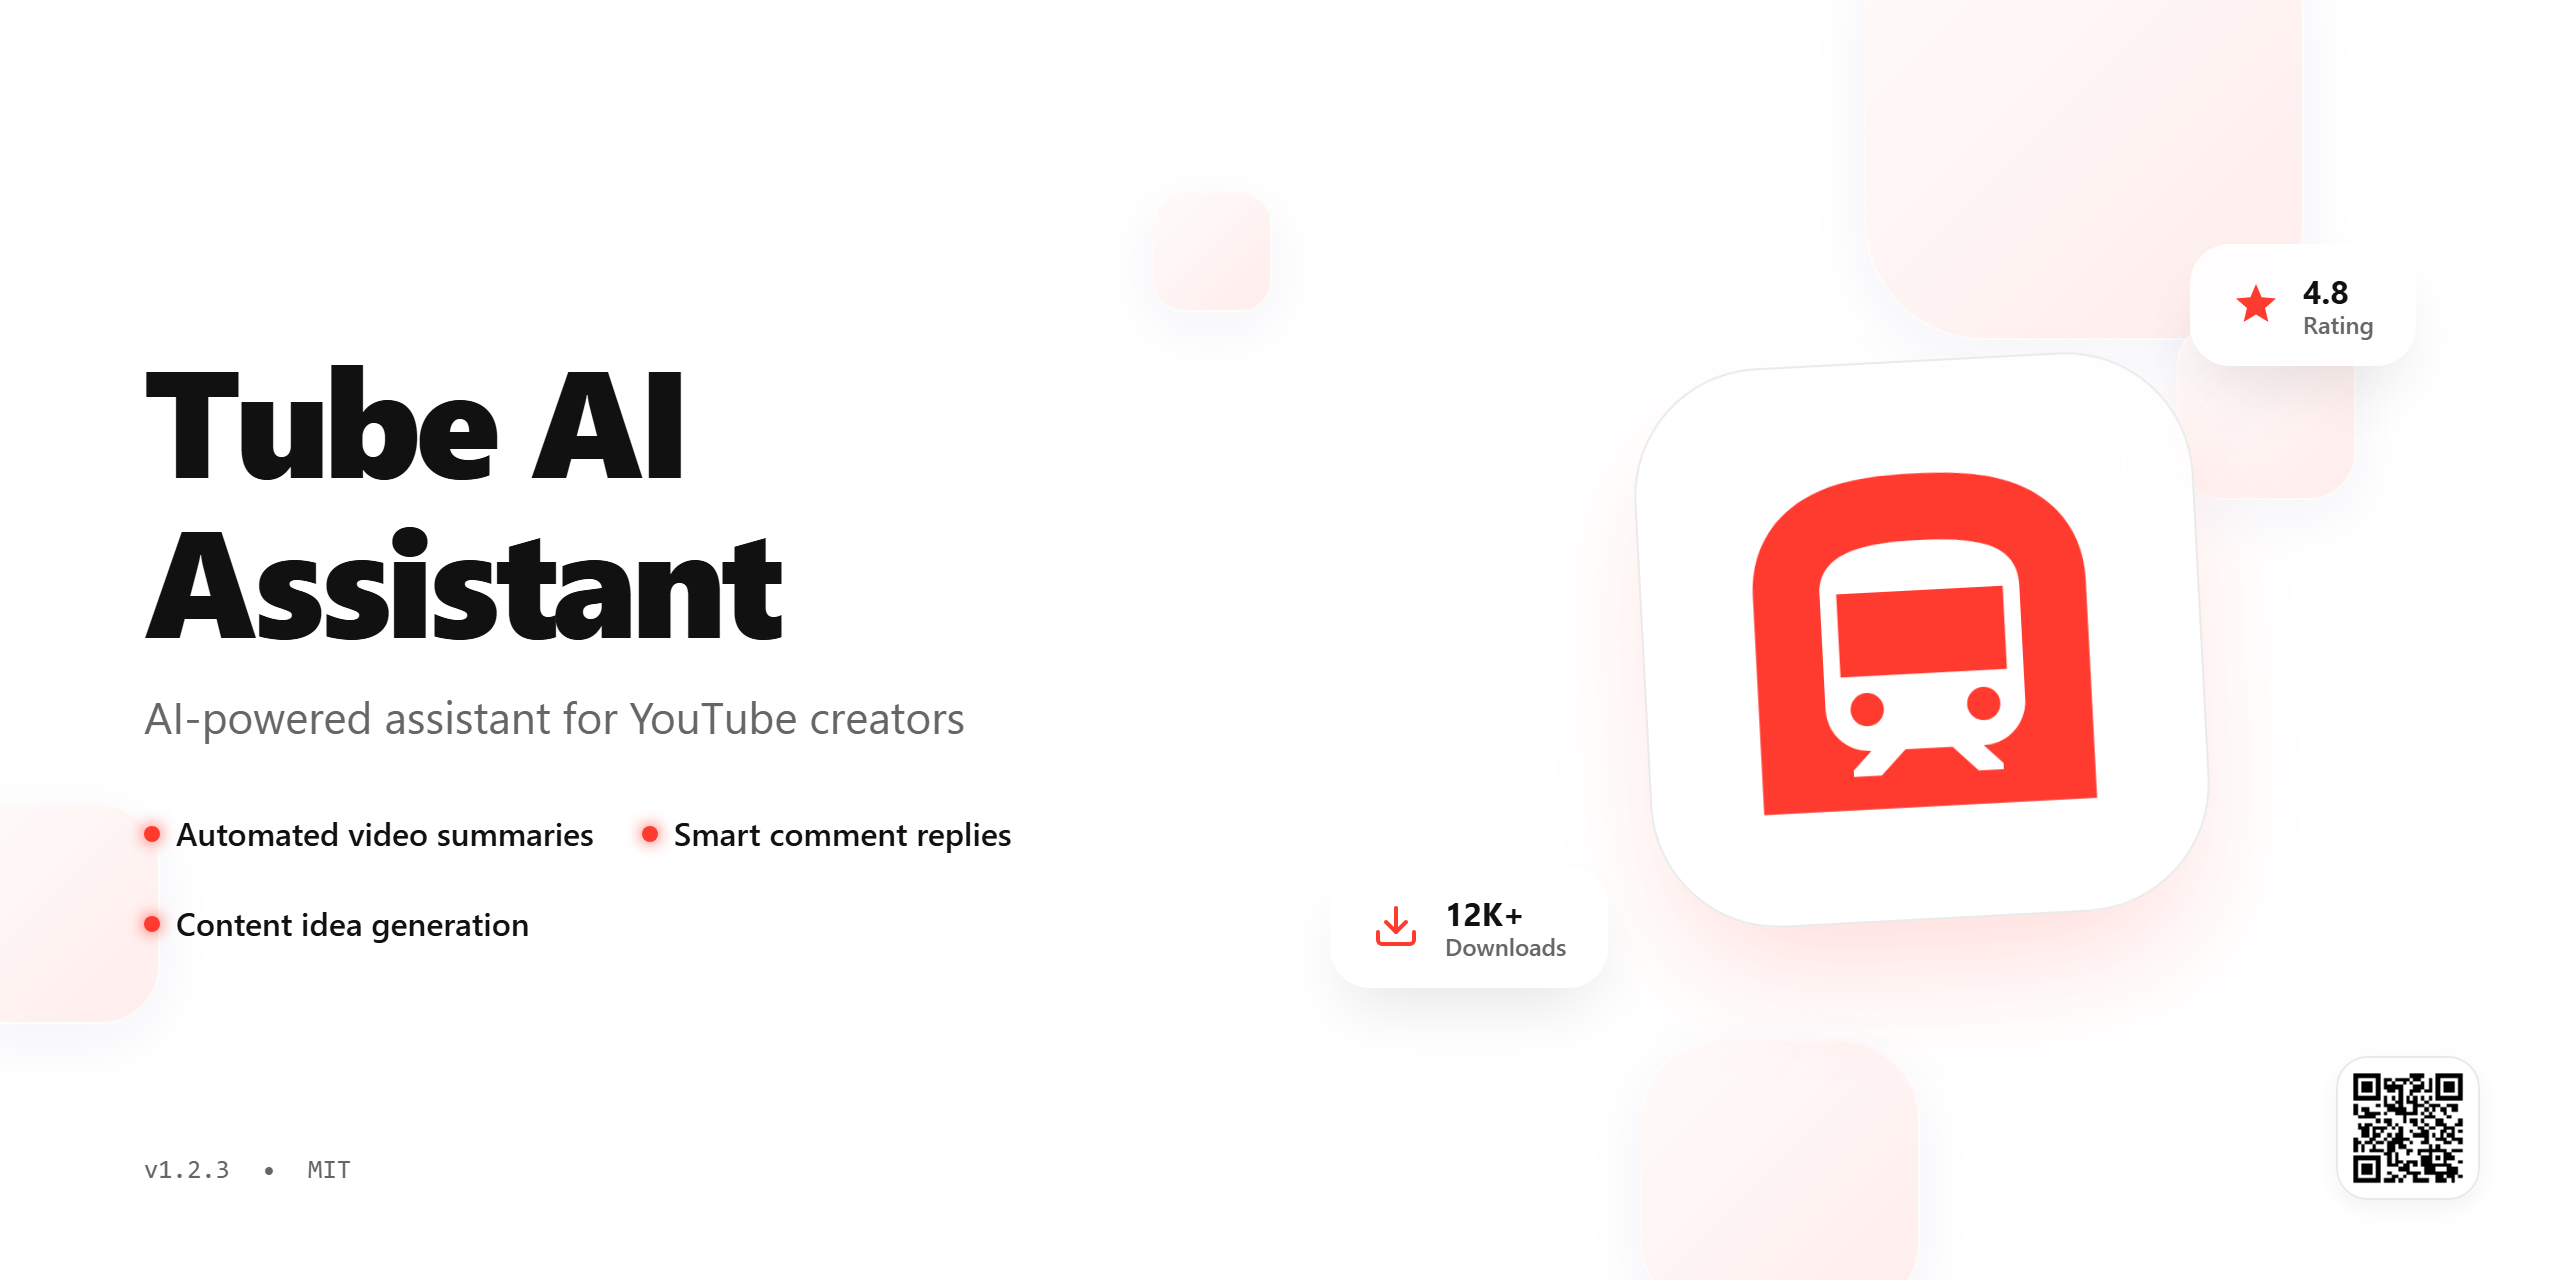 Tube AI
Assistant
AI-powered assistant for YouTube creators
Automated video summaries
Smart comment replies
Content idea generation
v1.2.3 • MIT
4.8
Rating
12K+
Downloads